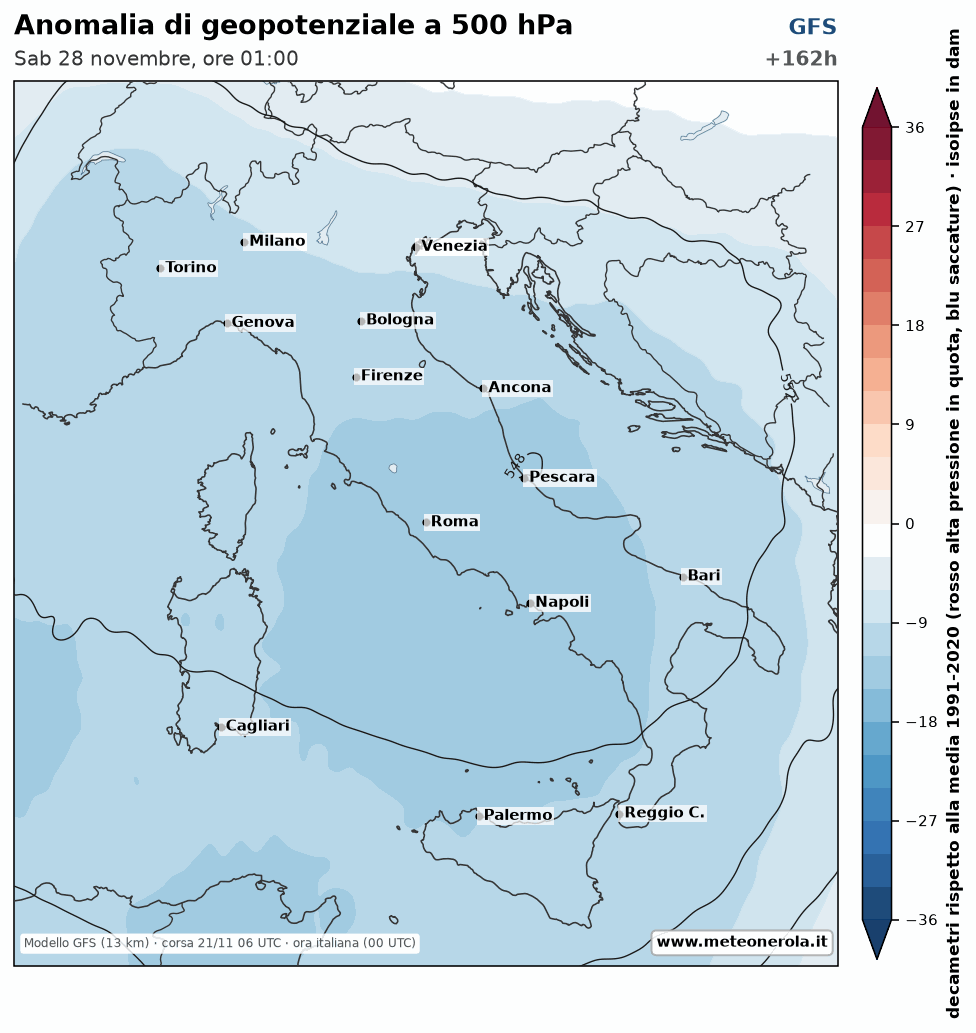 Anomalia di geopotenziale a 500 hPa
GFS
Sab 28 novembre, ore 01:00
+162h
Milano
Venezia
Torino
Genova
Bologna
Firenze
Ancona
Pescara
548
Roma
Bari
Napoli
Cagliari
Palermo
Reggio C.
Modello GFS (13 km) · corsa 21/11 06 UTC · ora italiana (00 UTC)
www.meteonerola.it
36
27
18
9
0
−9
−18
−27
−36
decametri rispetto alla media 1991-2020 (rosso alta pressione in quota, blu saccature) · isoipse in dam